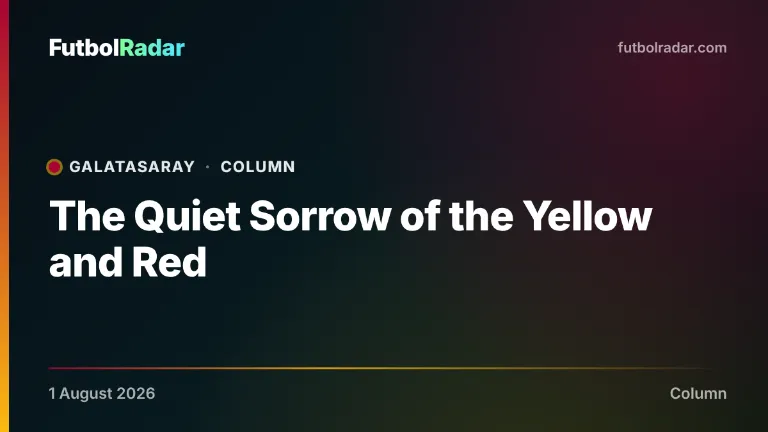 FutbolRadar
futbolradar.com
GALATASARAY · COLUMN
The Quiet Sorrow of the Yellow
and Red
1 August 2026
Column